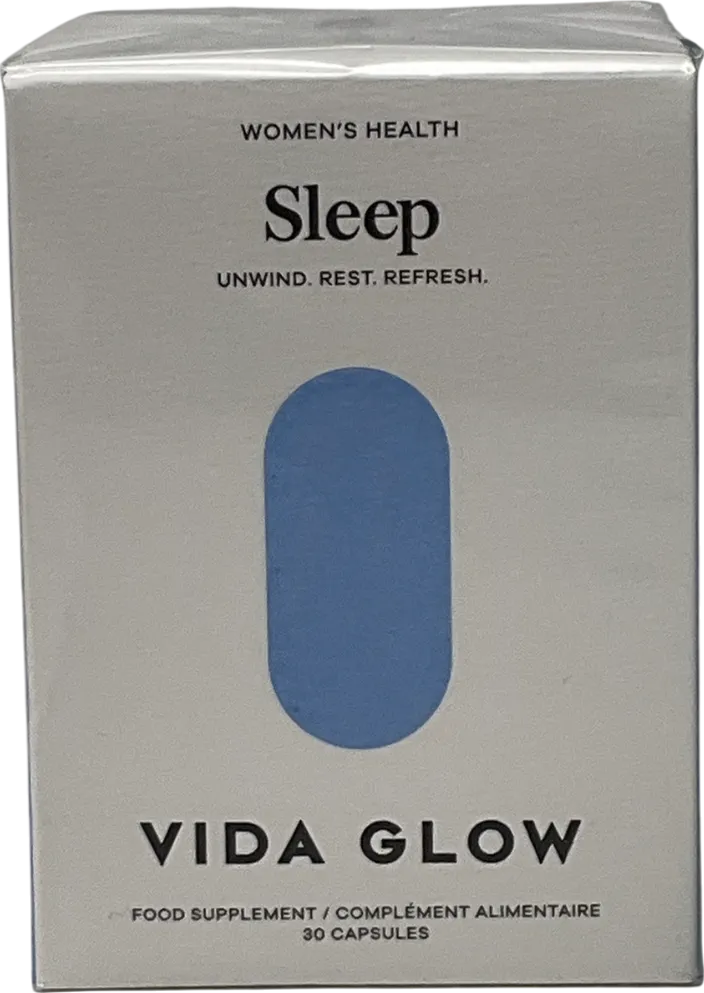 WOMEN'S HEALTH
Sleep
UNWIND. REST. REFRESH.
VIDA GLOW
FOOD SUPPLEMENT / COMPLÉMENT ALIMENTAIRE
30 CAPSULES